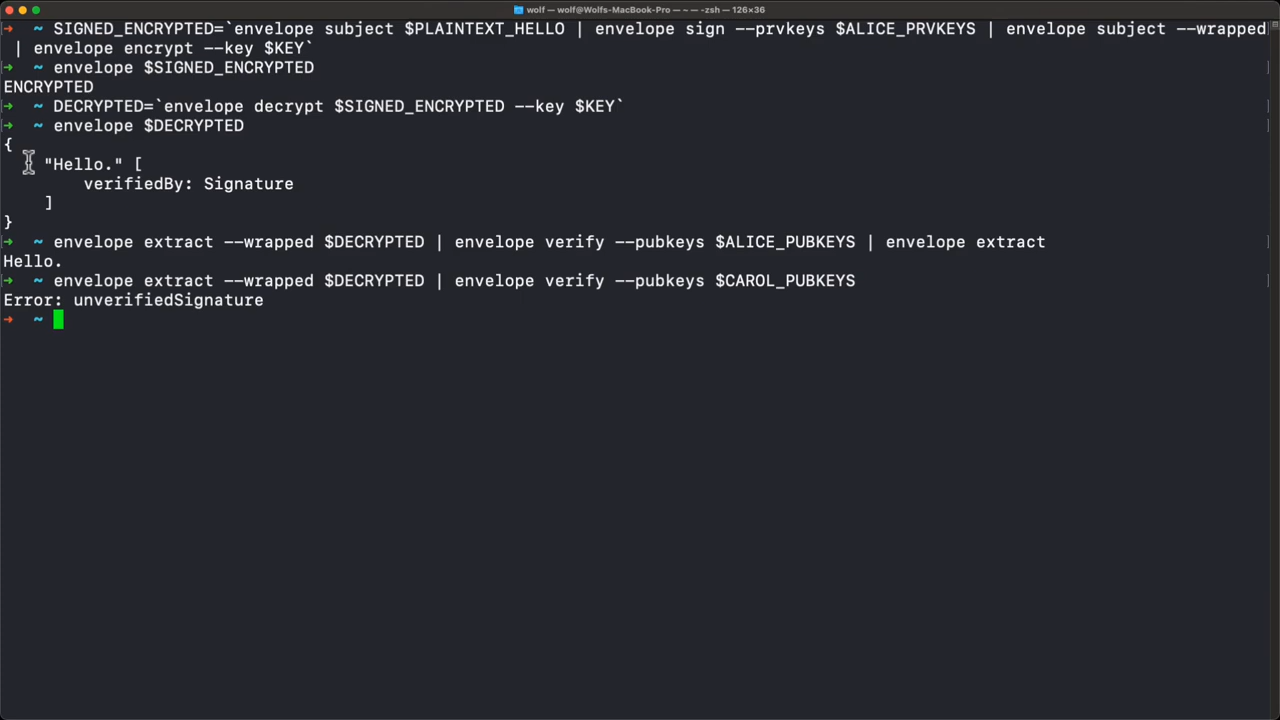 wolf — wolf@Wolfs-MacBook-Pro — ~ — -zsh — 126×36
➜  ~ SIGNED_ENCRYPTED=`envelope subject $PLAINTEXT_HELLO | envelope sign --prvkeys $ALICE_PRVKEYS | envelope subject --wrapped
| envelope encrypt --key $KEY`
➜  ~ envelope $SIGNED_ENCRYPTED
ENCRYPTED
➜  ~ DECRYPTED=`envelope decrypt $SIGNED_ENCRYPTED --key $KEY`
➜  ~ envelope $DECRYPTED
{
    "Hello." [
        verifiedBy: Signature
    ]
}
➜  ~ envelope extract --wrapped $DECRYPTED | envelope verify --pubkeys $ALICE_PUBKEYS | envelope extract
Hello.
➜  ~ envelope extract --wrapped $DECRYPTED | envelope verify --pubkeys $CAROL_PUBKEYS
Error: unverifiedSignature
➜  ~